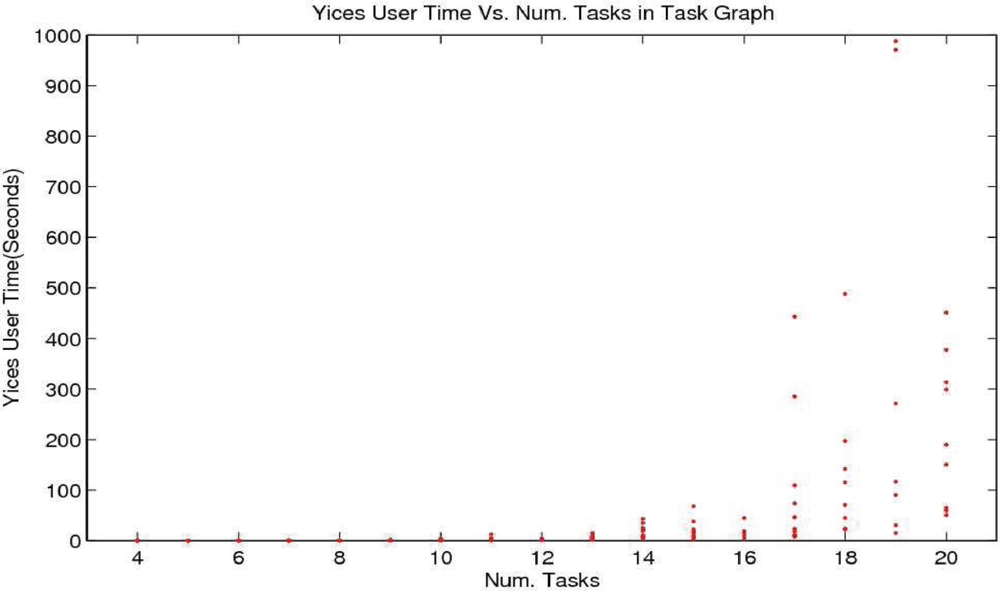 Yices User Time Vs. Num. Tasks in Task Graph
1000
900
800
700
600
500
400
300
200
100
0
Yices User Time(Seconds)
4 6 8 10 12 14 16 18 20
Num. Tasks